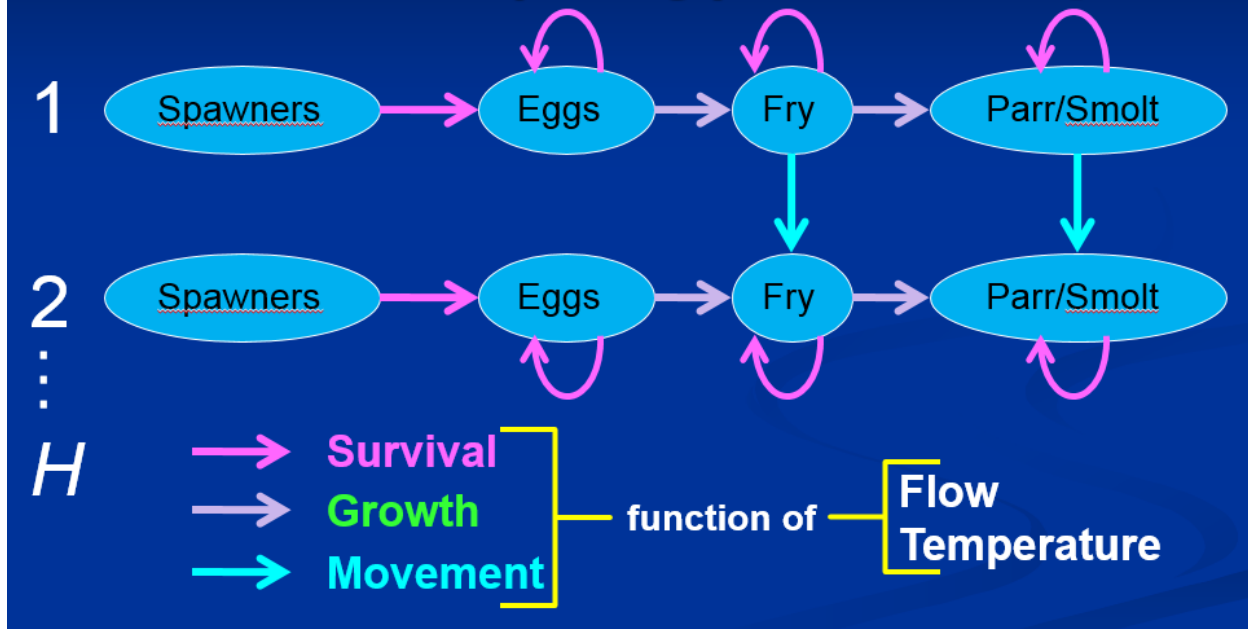 1 Spawners Eggs Fry Parr/Smolt
2 Spawners Eggs Fry Parr/Smolt
H
Survival
Growth
Movement
function of
Flow
Temperature